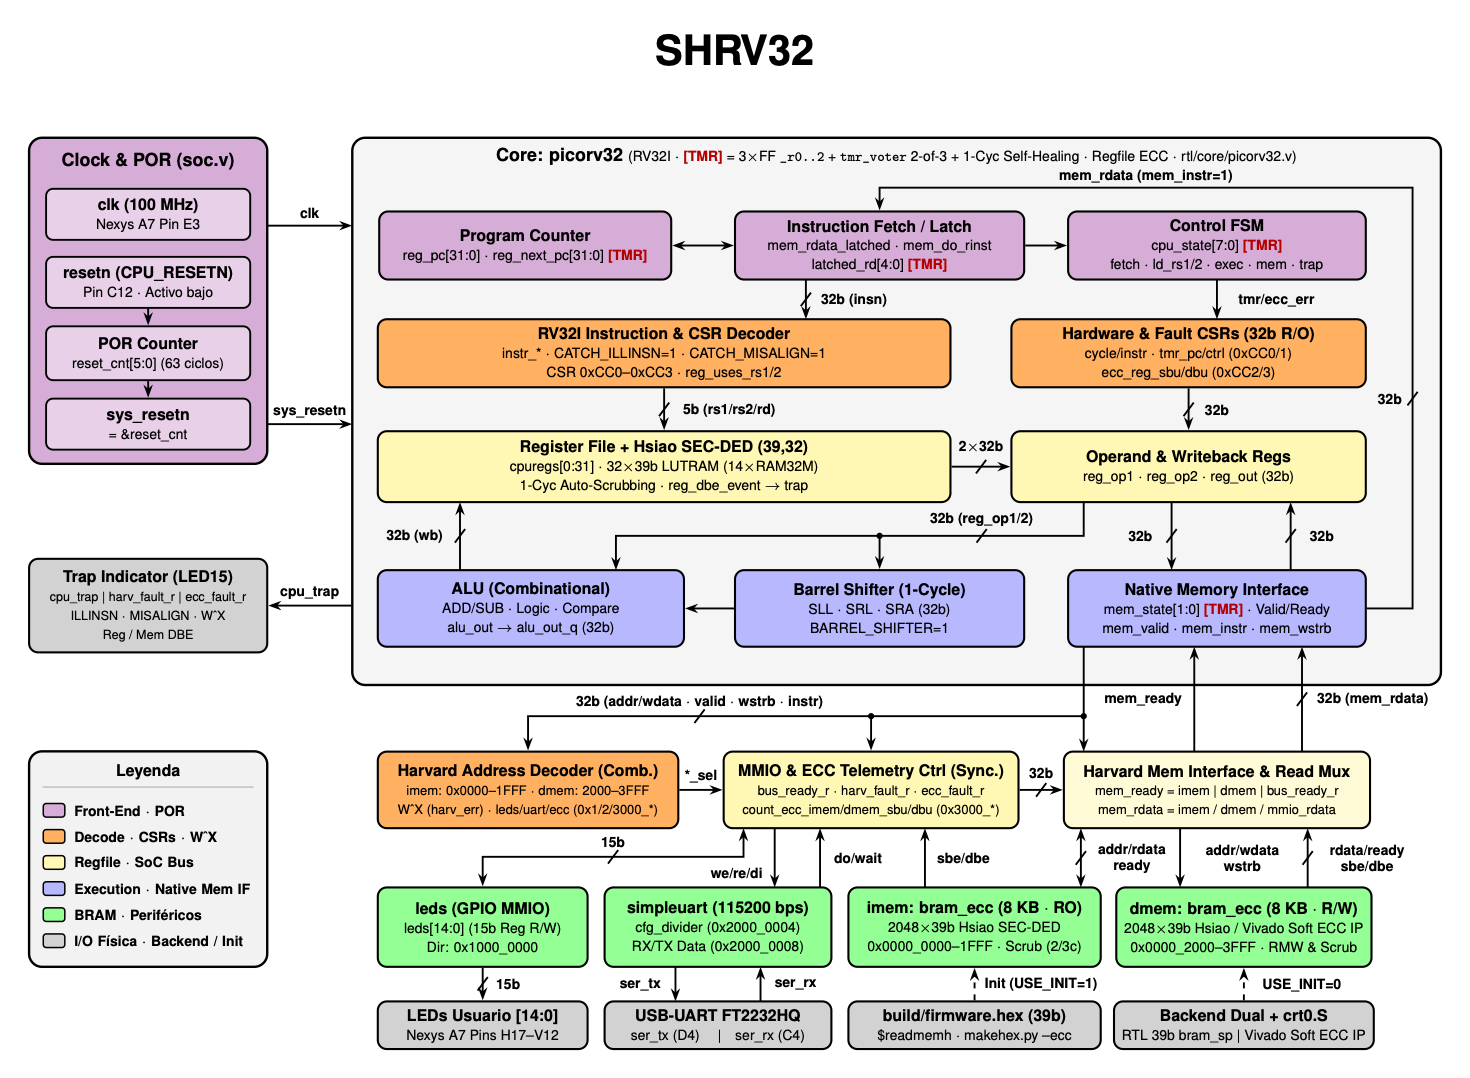 SHRV32
Clock & POR (soc.v)
clk (100 MHz)
Nexys A7 Pin E3
resetn (CPU_RESETN)
Pin C12 · Activo bajo
POR Counter
reset_cnt[5:0] (63 ciclos)
sys_resetn
= &reset_cnt
clk
sys_resetn
Core: picorv32 (RV32I · [TMR] = 3×FF _r0..2 + tmr_voter 2-of-3 + 1-Cyc Self-Healing · Regfile ECC · rtl/core/picorv32.v)
mem_rdata (mem_instr=1)
Program Counter
reg_pc[31:0] · reg_next_pc[31:0] [TMR]
Instruction Fetch / Latch
mem_rdata_latched · mem_do_rinst
latched_rd[4:0] [TMR]
Control FSM
cpu_state[7:0] [TMR]
fetch · ld_rs1/2 · exec · mem · trap
32b (insn)
tmr/ecc_err
RV32I Instruction & CSR Decoder
instr_* · CATCH_ILLINSN=1 · CATCH_MISALIGN=1
CSR 0xCC0–0xCC3 · reg_uses_rs1/2
Hardware & Fault CSRs (32b R/O)
cycle/instr · tmr_pc/ctrl (0xCC0/1)
ecc_reg_sbu/dbu (0xCC2/3)
32b
5b (rs1/rs2/rd)
32b
Register File + Hsiao SEC-DED (39,32)
cpuregs[0:31] · 32×39b LUTRAM (14×RAM32M)
1-Cyc Auto-Scrubbing · reg_dbe_event → trap
2×32b
Operand & Writeback Regs
reg_op1 · reg_op2 · reg_out (32b)
32b (wb)
32b (reg_op1/2)
32b
32b
ALU (Combinational)
ADD/SUB · Logic · Compare
alu_out → alu_out_q (32b)
Barrel Shifter (1-Cycle)
SLL · SRL · SRA (32b)
BARREL_SHIFTER=1
Native Memory Interface
mem_state[1:0] [TMR] · Valid/Ready
mem_valid · mem_instr · mem_wstrb
Trap Indicator (LED15)
cpu_trap | harv_fault_r | ecc_fault_r
ILLINSN · MISALIGN · W^X
Reg / Mem DBE
cpu_trap
32b (addr/wdata · valid · wstrb · instr)
mem_ready
32b (mem_rdata)
Harvard Address Decoder (Comb.)
imem: 0x0000–1FFF · dmem: 2000–3FFF
W^X (harv_err) · leds/uart/ecc (0x1/2/3000_*)
*_sel
MMIO & ECC Telemetry Ctrl (Sync.)
bus_ready_r · harv_fault_r · ecc_fault_r
count_ecc_imem/dmem_sbu/dbu (0x3000_*)
32b
Harvard Mem Interface & Read Mux
mem_ready = imem | dmem | bus_ready_r
mem_rdata = imem / dmem / mmio_rdata
15b
we/re/di
do/wait
sbe/dbe
addr/rdata
ready
addr/wdata
wstrb
rdata/ready
sbe/dbe
leds (GPIO MMIO)
leds[14:0] (15b Reg R/W)
Dir: 0x1000_0000
simpleuart (115200 bps)
cfg_divider (0x2000_0004)
RX/TX Data (0x2000_0008)
imem: bram_ecc (8 KB · RO)
2048×39b Hsiao SEC-DED
0x0000_0000–1FFF · Scrub (2/3c)
dmem: bram_ecc (8 KB · R/W)
2048×39b Hsiao / Vivado Soft ECC IP
0x0000_2000–3FFF · RMW & Scrub
15b
ser_tx
ser_rx
Init (USE_INIT=1)
USE_INIT=0
LEDs Usuario [14:0]
Nexys A7 Pins H17–V12
USB-UART FT2232HQ
ser_tx (D4) | ser_rx (C4)
build/firmware.hex (39b)
$readmemh · makehex.py –ecc
Backend Dual + crt0.S
RTL 39b bram_sp | Vivado Soft ECC IP
Leyenda
Front-End · POR
Decode · CSRs · W^X
Regfile · SoC Bus
Execution · Native Mem IF
BRAM · Periféricos
I/O Física · Backend / Init